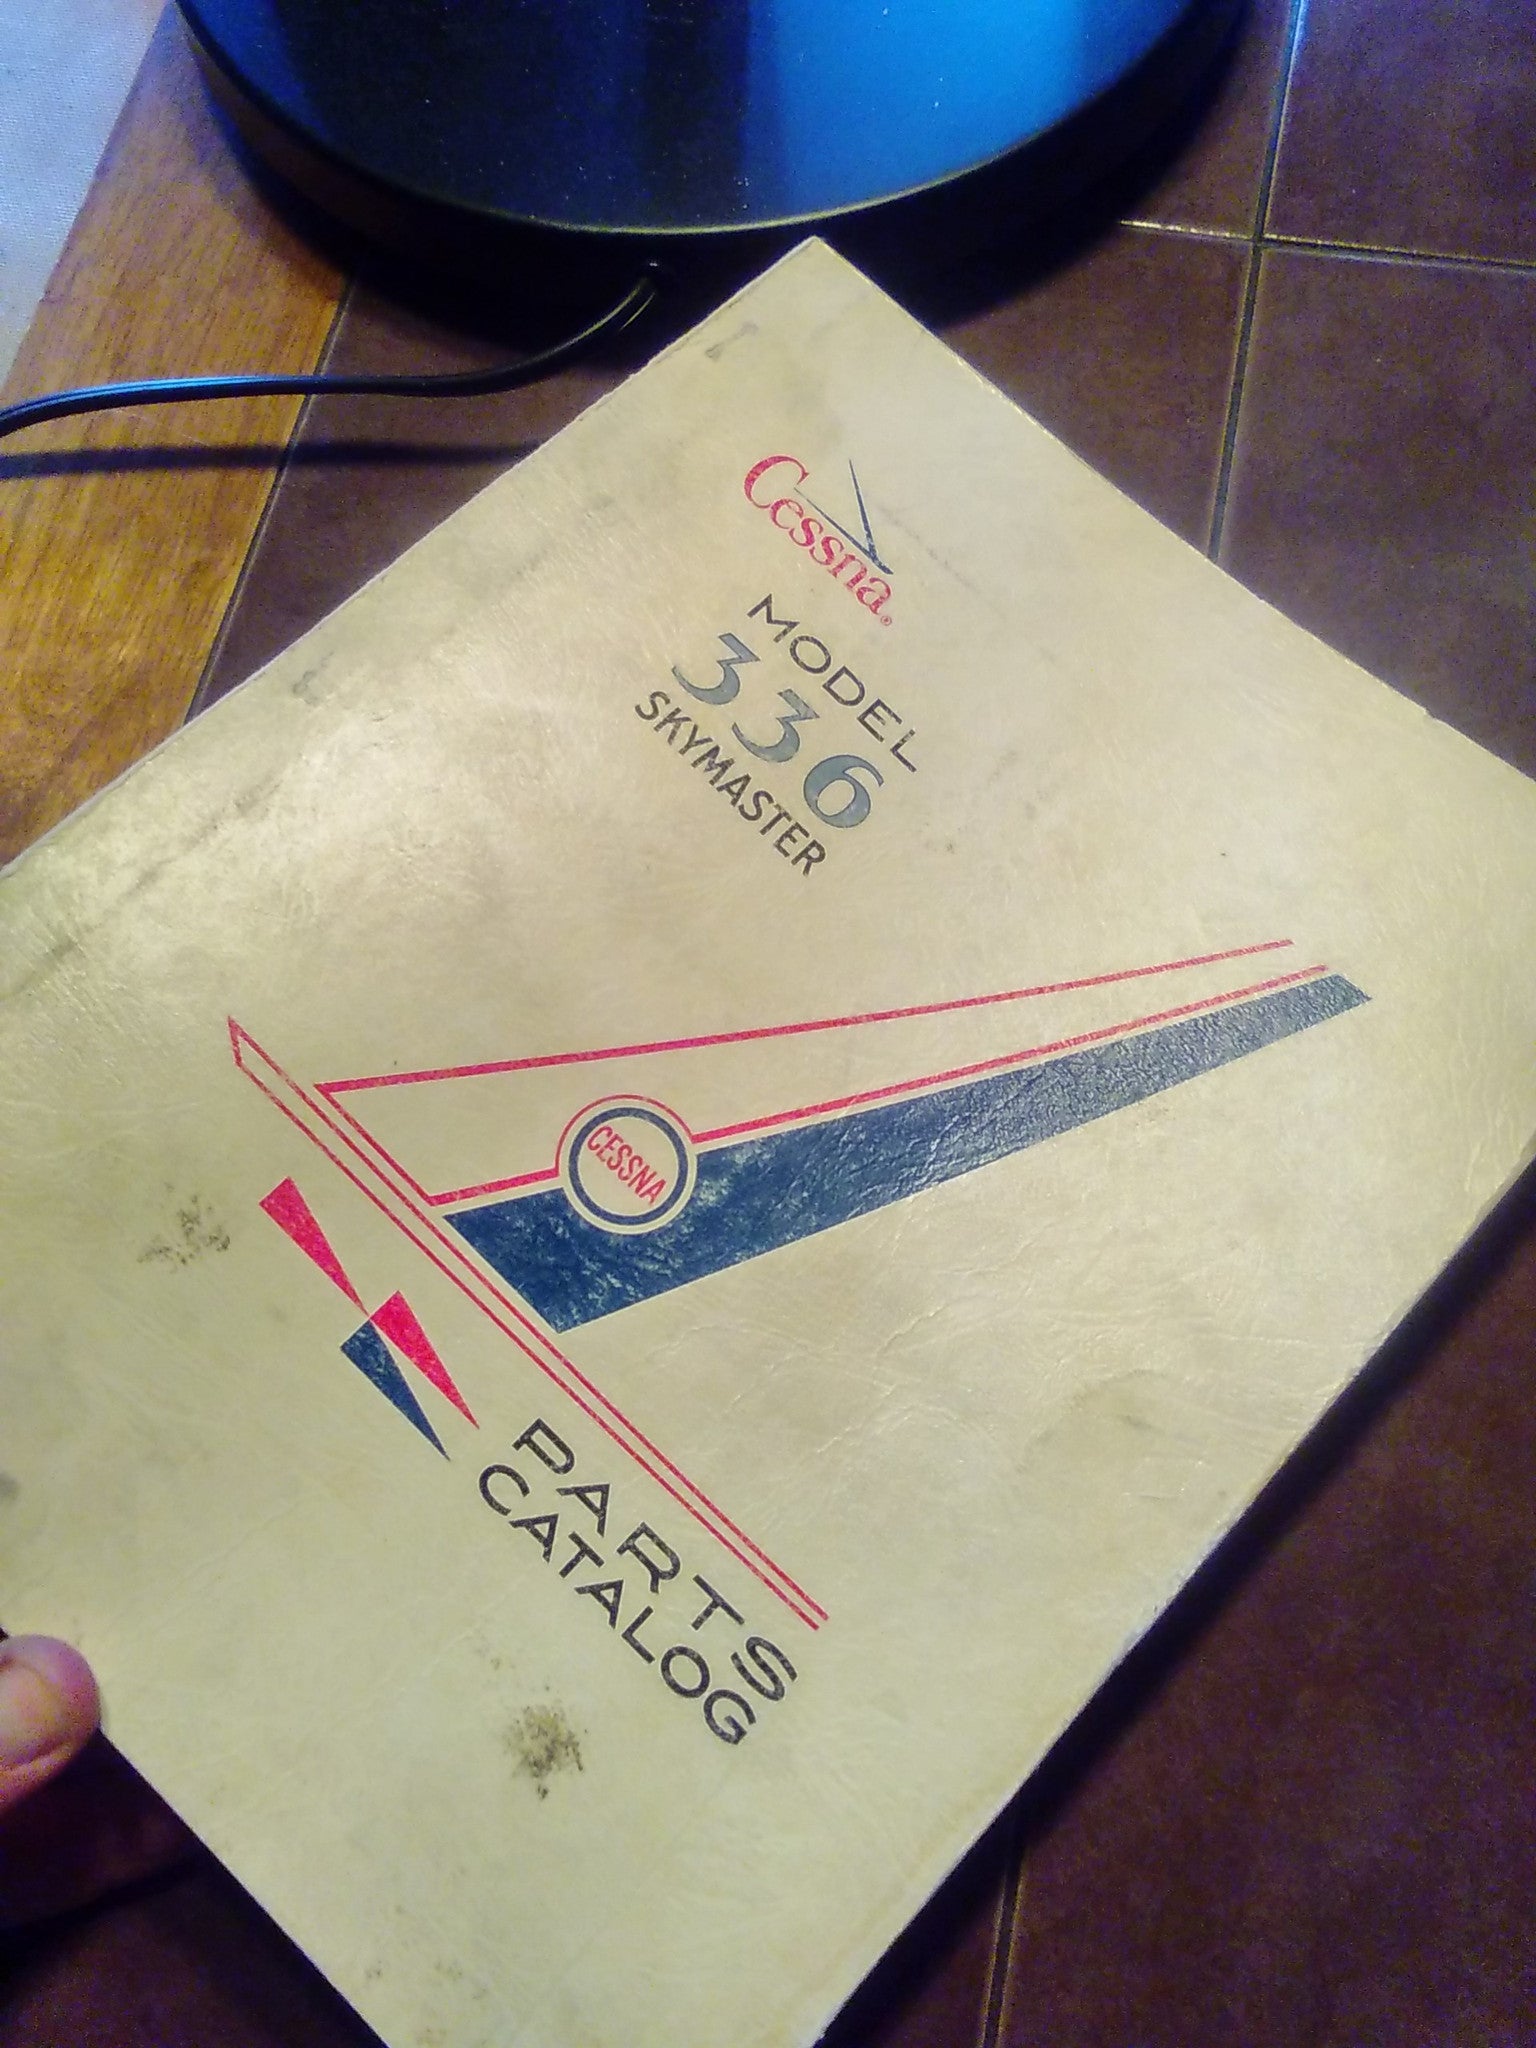 Cessna®
MODEL
336
SKYMASTER
CESSNA
PARTS
CATALOG